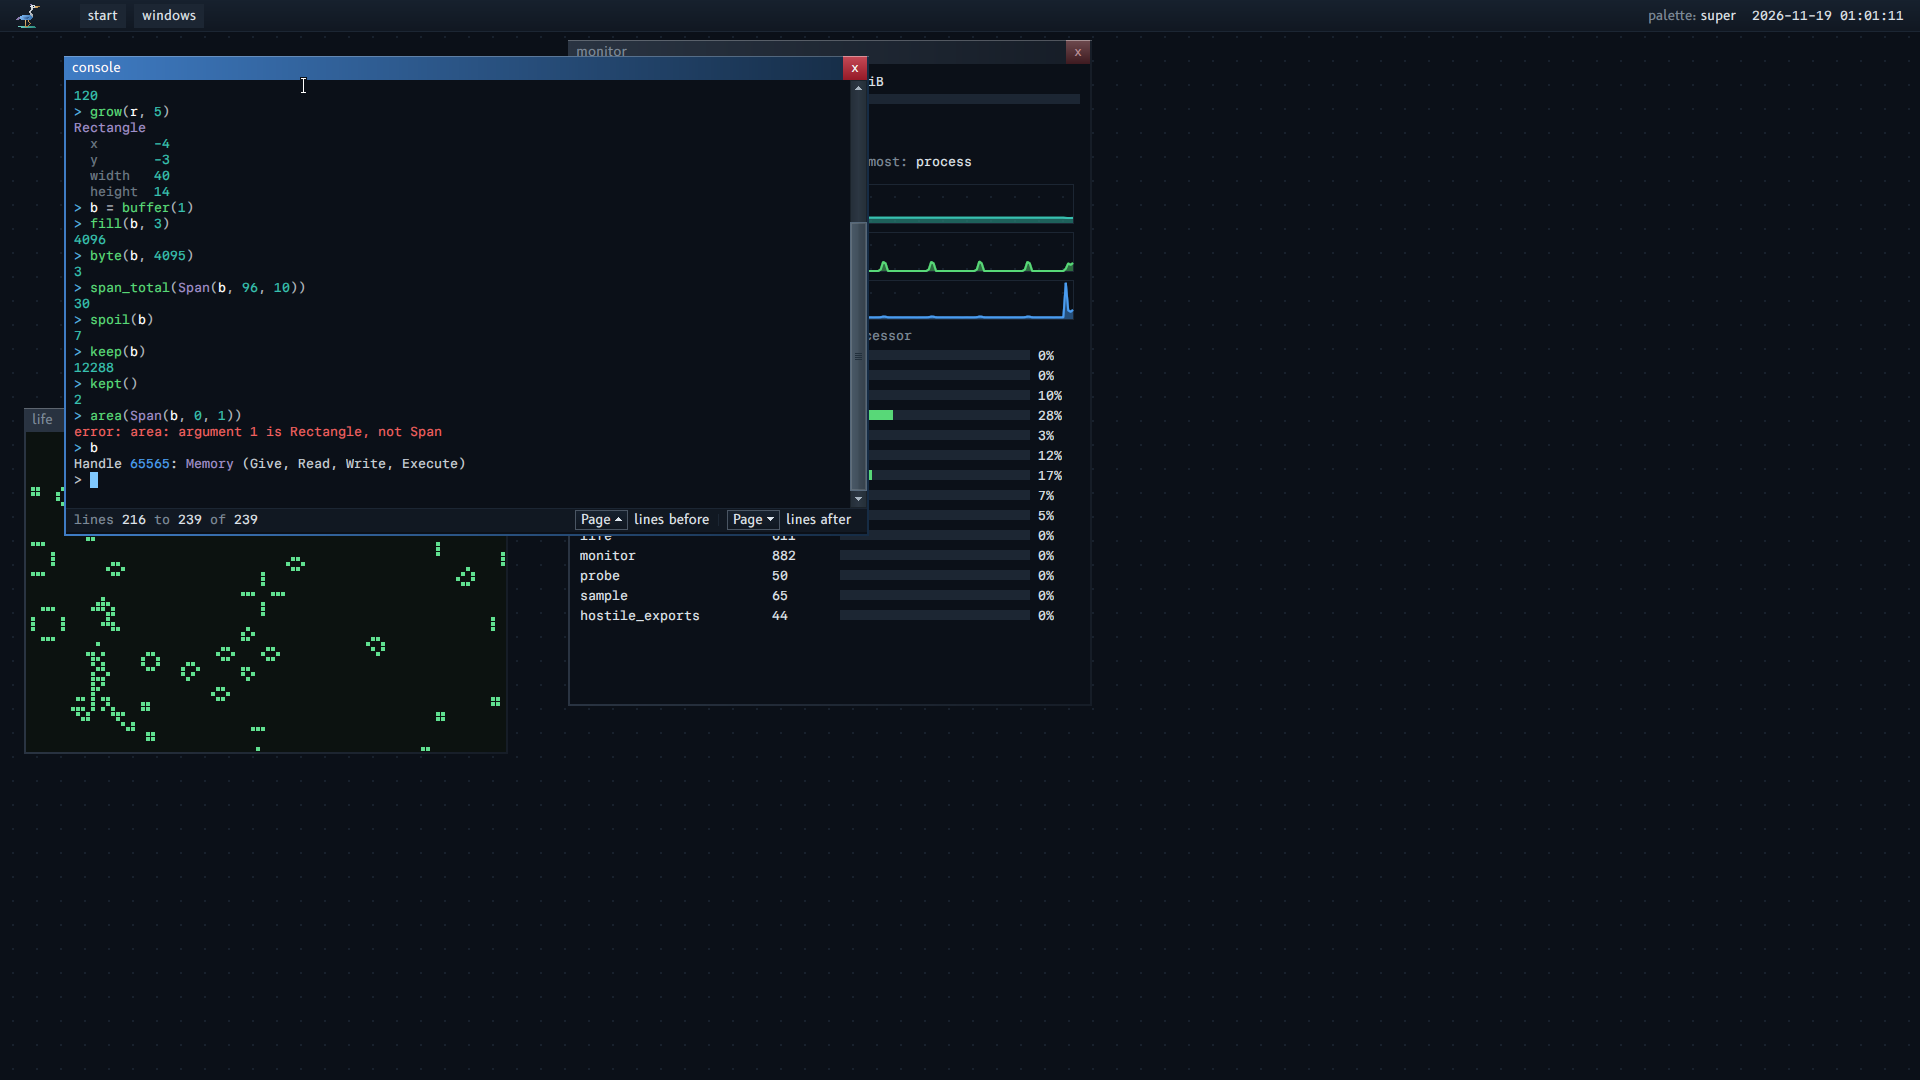 start windows palette: super 2026-11-19 01:01:11
monitor x
console x
iB
120
> grow(r, 5)
Rectangle
x -4
y -3
width 40
height 14
> b = buffer(1)
> fill(b, 3)
4096
> byte(b, 4095)
3
> span_total(Span(b, 96, 10))
30
> spoil(b)
7
> keep(b)
12288
> kept()
2
> area(Span(b, 0, 1))
error: area: argument 1 is Rectangle, not Span
> b
Handle 65565: Memory (Give, Read, Write, Execute)
>
lines 216 to 239 of 239 Page lines before Page lines after
most: process
cessor
0%
0%
10%
28%
3%
12%
17%
7%
5%
life 0%
monitor 882 0%
probe 50 0%
sample 65 0%
hostile_exports 44 0%
life